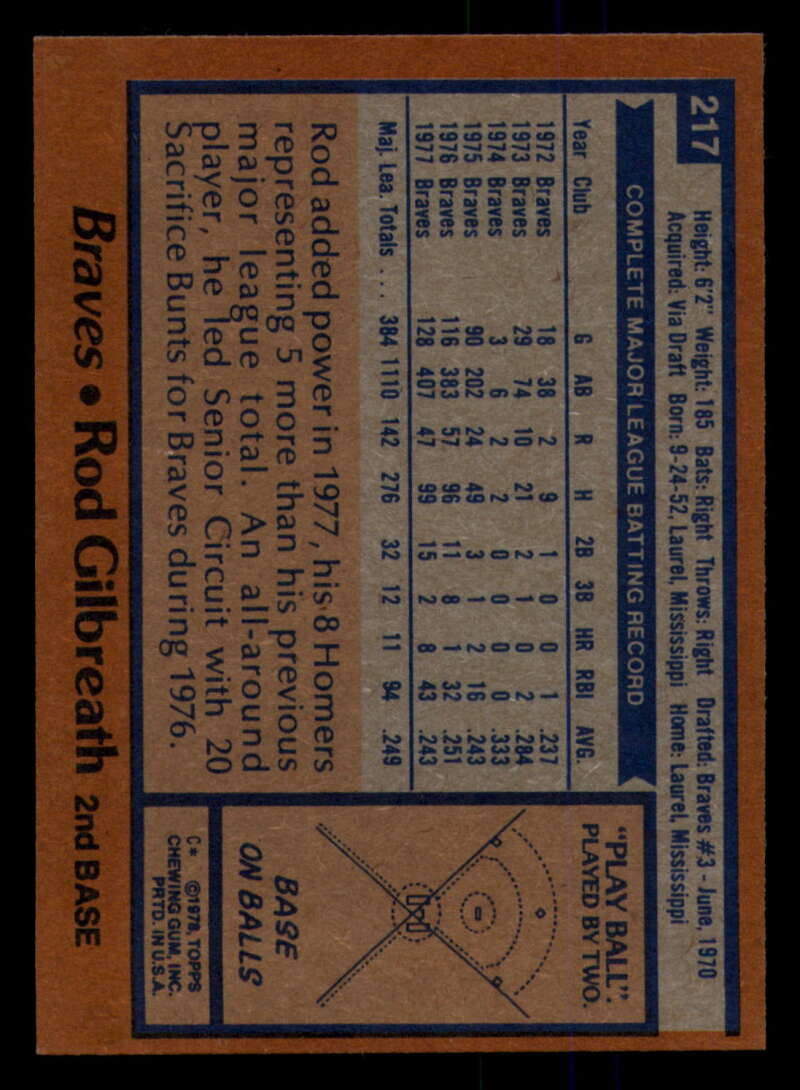 217
Height: 6'2" Weight: 185 Bats: Right Throws: Right Drafted: Braves #3 - June, 1970
Acquired: Via Draft Born: 9-24-52, Laurel, Mississippi Home: Laurel, Mississippi
COMPLETE MAJOR LEAGUE BATTING RECORD
Year Club G AB R H 2B 3B HR RBI AVG.
1972 Braves 18 38 2 9 1 0 0 1 .237
1973 Braves 29 74 10 21 2 1 0 2 .284
1974 Braves 3 6 2 2 0 0 0 0 .333
1975 Braves 90 202 24 49 3 1 2 16 .243
1976 Braves 116 383 57 96 11 8 1 32 .251
1977 Braves 128 407 47 99 15 2 8 43 .243
Maj. Lea. Totals ... 384 1110 142 276 32 12 11 94 .249
Rod added power in 1977, his 8 Homers
representing 5 more than his previous
major league total. An all-around
player, he led Senior Circuit with 20
Sacrifice Bunts for Braves during 1976.
"PLAY BALL":
PLAYED BY TWO.
BASE
ON BALLS
C* ©1978, TOPPS
CHEWING GUM, INC.
PRTD. IN U.S.A.
Braves • Rod Gilbreath 2nd BASE